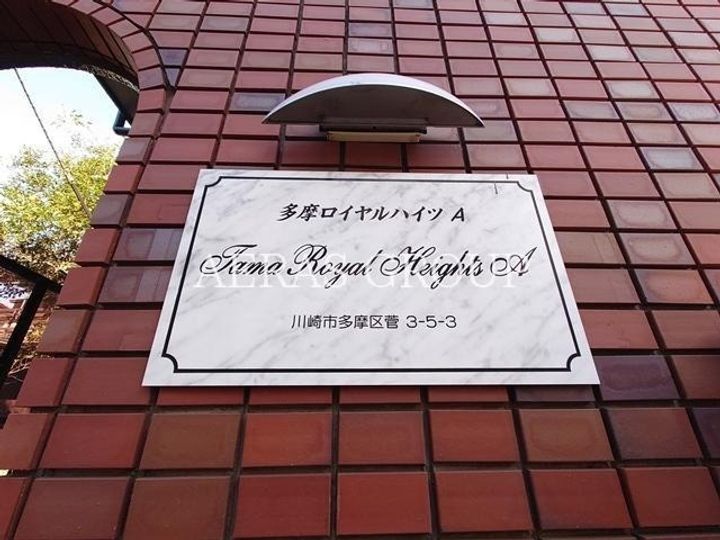 多摩ロイヤルハイツ A
Tama Royal Heights A
AERAS GROUP
川崎市多摩区菅 3-5-3